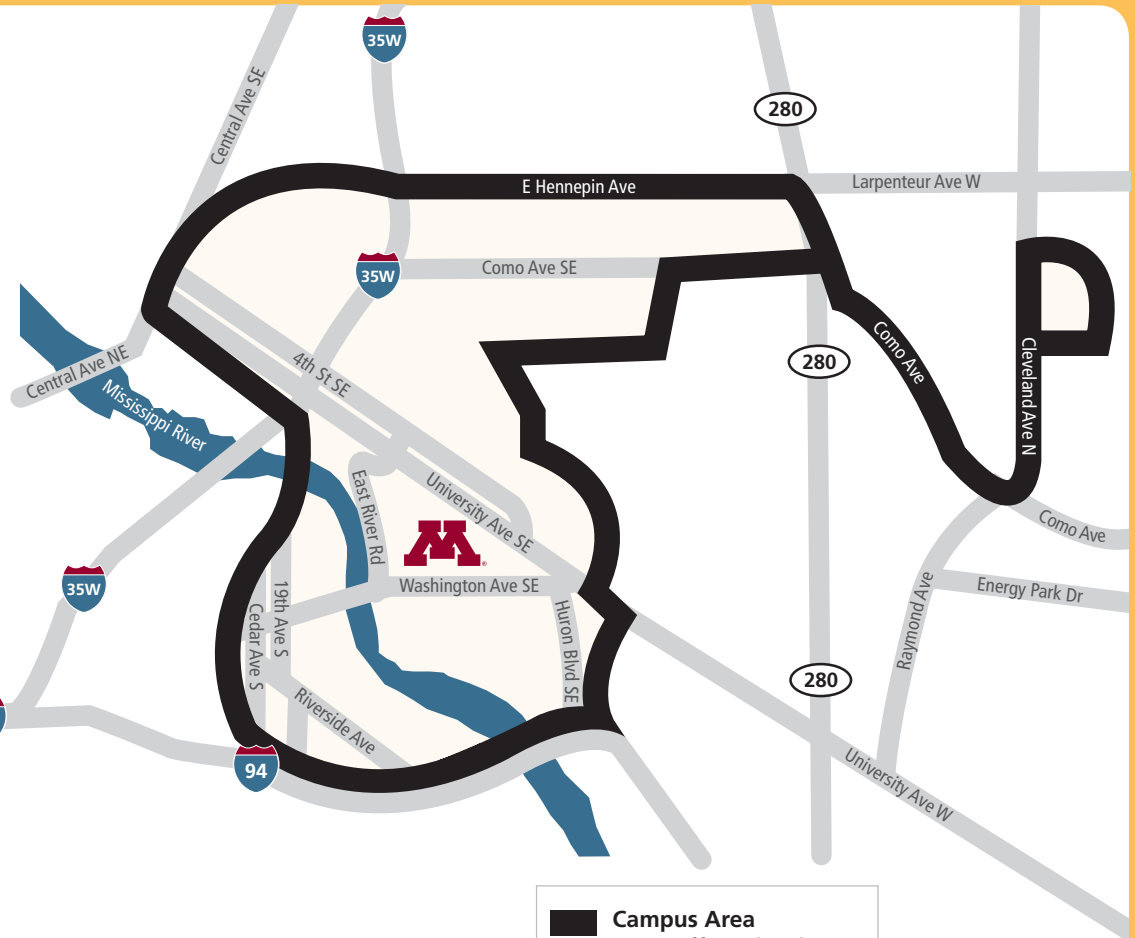 35W
Central Ave SE
280
E Hennepin Ave
Larpenteur Ave W
35W
Como Ave SE
Central Ave NE
4th St SE
280
Como Ave
Cleveland Ave N
Mississippi River
East River Rd
University Ave SE
M
Como Ave
35W
Washington Ave SE
Energy Park Dr
19th Ave S
Cedar Ave S
Huron Blvd SE
Raymond Ave
280
Riverside Ave
94
University Ave W
Campus Area